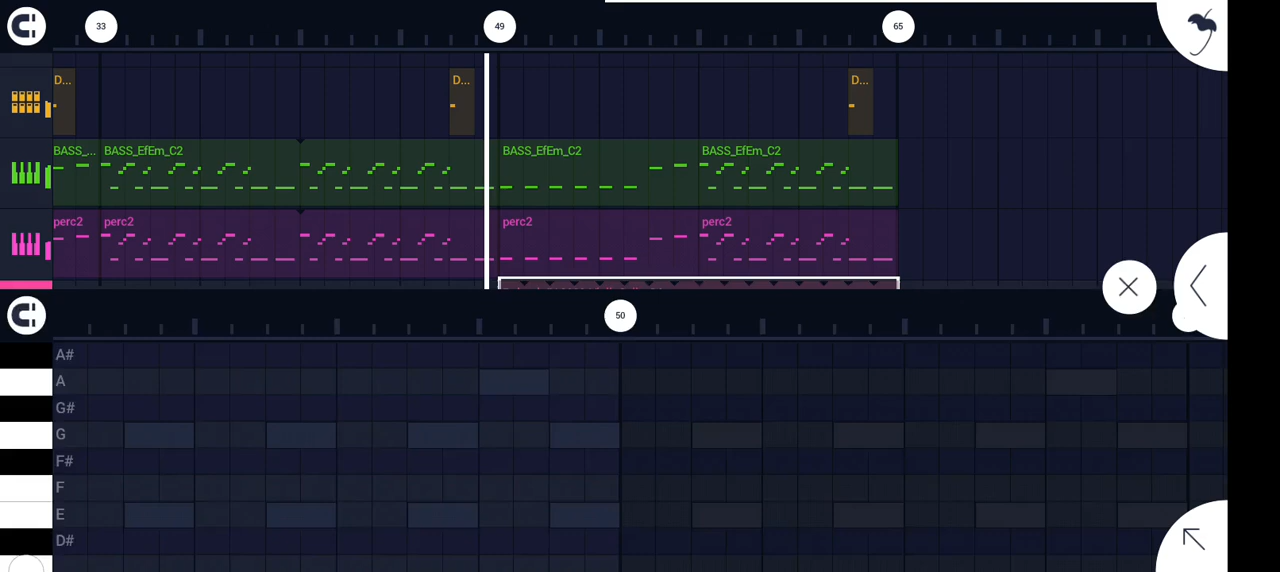 33
49
65
D...
D...
D...
BASS_...
BASS_EfEm_C2
BASS_EfEm_C2
BASS_EfEm_C2
perc2
perc2
perc2
perc2
50
A#
A
G#
G
F#
F
E
D#